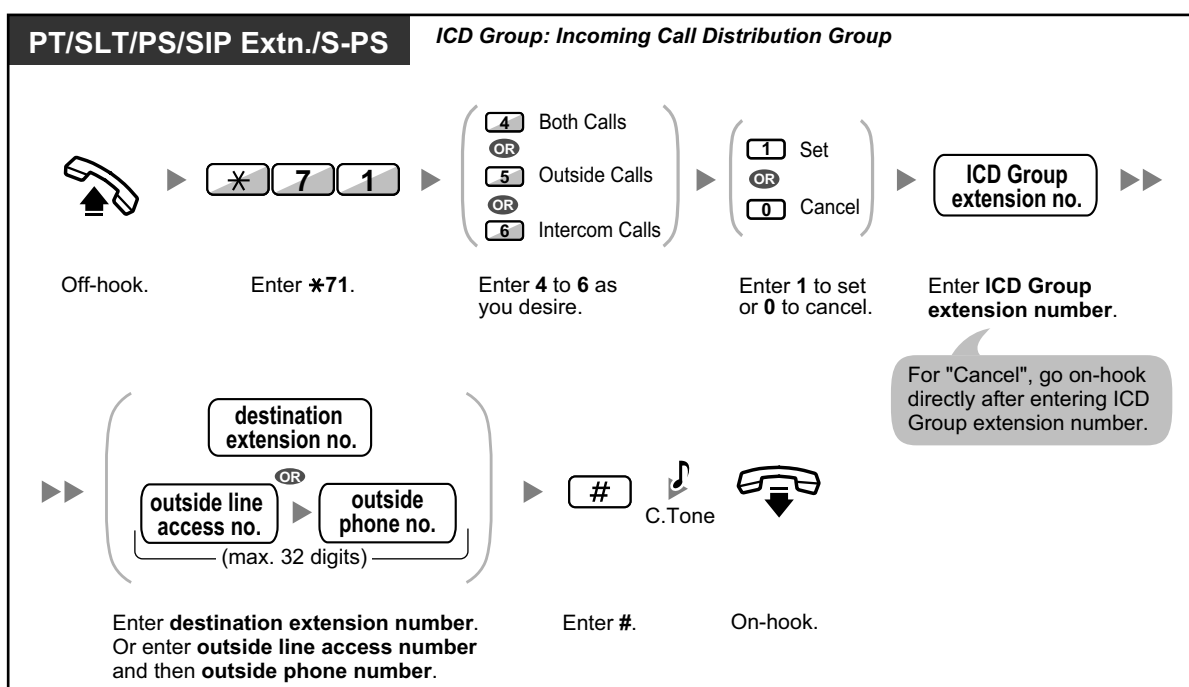 PT/SLT/PS/SIP Extn./S-PS
ICD Group: Incoming Call Distribution Group
4 Both Calls
OR
5 Outside Calls
OR
6 Intercom Calls
1 Set
OR
0 Cancel
✳ 7 1
ICD Group
extension no.
Off-hook.
Enter ✳71.
Enter 4 to 6 as
you desire.
Enter 1 to set
or 0 to cancel.
Enter ICD Group
extension number.
For "Cancel", go on-hook
directly after entering ICD
Group extension number.
destination
extension no.
OR
outside line
access no.
outside
phone no.
(max. 32 digits)
#
C.Tone
Enter destination extension number.
Or enter outside line access number
and then outside phone number.
Enter #.
On-hook.